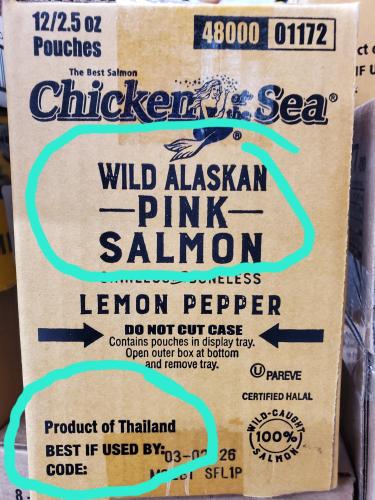 12/2.5 oz
Pouches
48000 01172
The Best Salmon
Chicken of the Sea®
WILD ALASKAN
PINK
SALMON
SKINLESS BONELESS
LEMON PEPPER
DO NOT CUT CASE
Contains pouches in display tray.
Open outer box at bottom
and remove tray.
U PAREVE
CERTIFIED HALAL
WILD-CAUGHT
100%
SALMON
Product of Thailand
BEST IF USED BY:
CODE:
SFL1P